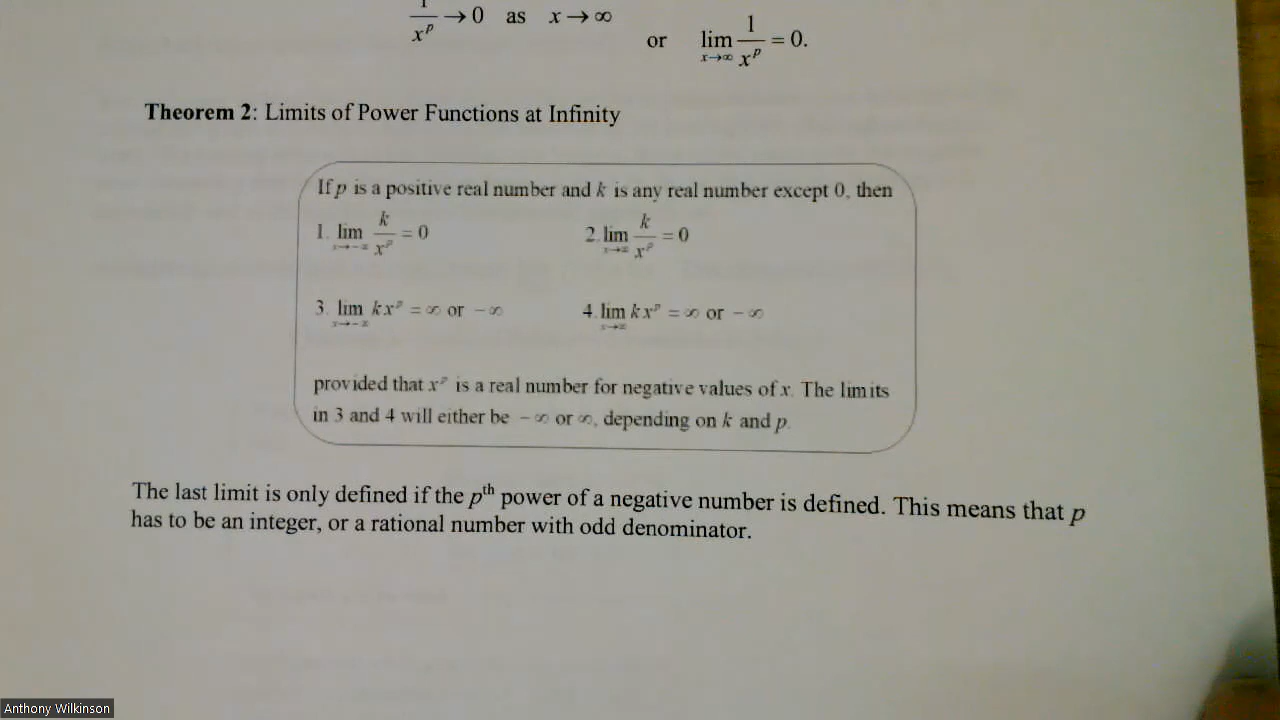 1/x^p → 0 as x → ∞
or lim_{x→∞} 1/x^p = 0.
Theorem 2: Limits of Power Functions at Infinity
If p is a positive real number and k is any real number except 0, then
1. lim_{x→−∞} k/x^p = 0 2. lim_{x→∞} k/x^p = 0
3. lim_{x→−∞} kx^p = ∞ or −∞ 4. lim_{x→∞} kx^p = ∞ or −∞
provided that x^p is a real number for negative values of x. The limits
in 3 and 4 will either be −∞ or ∞, depending on k and p.
The last limit is only defined if the p^th power of a negative number is defined. This means that p
has to be an integer, or a rational number with odd denominator.
Anthony Wilkinson